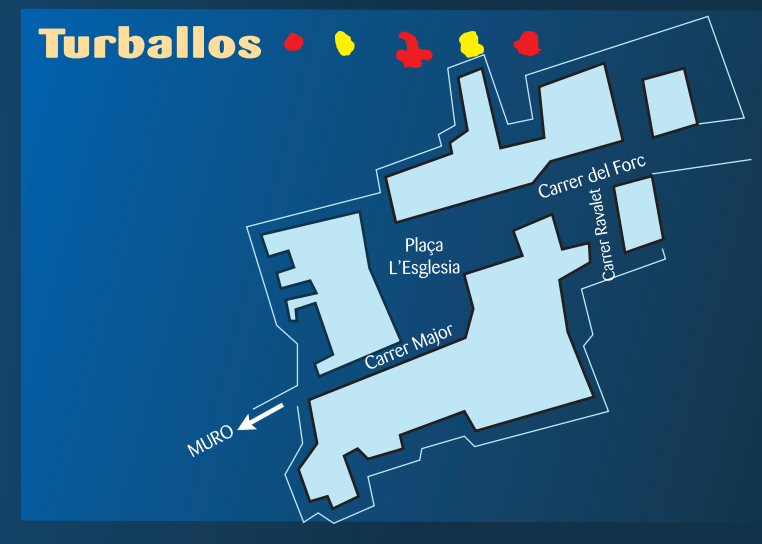 Turballos
Carrer del Forc
Carrer Ravalet
Plaça
L'Esglesia
Carrer Major
MURO